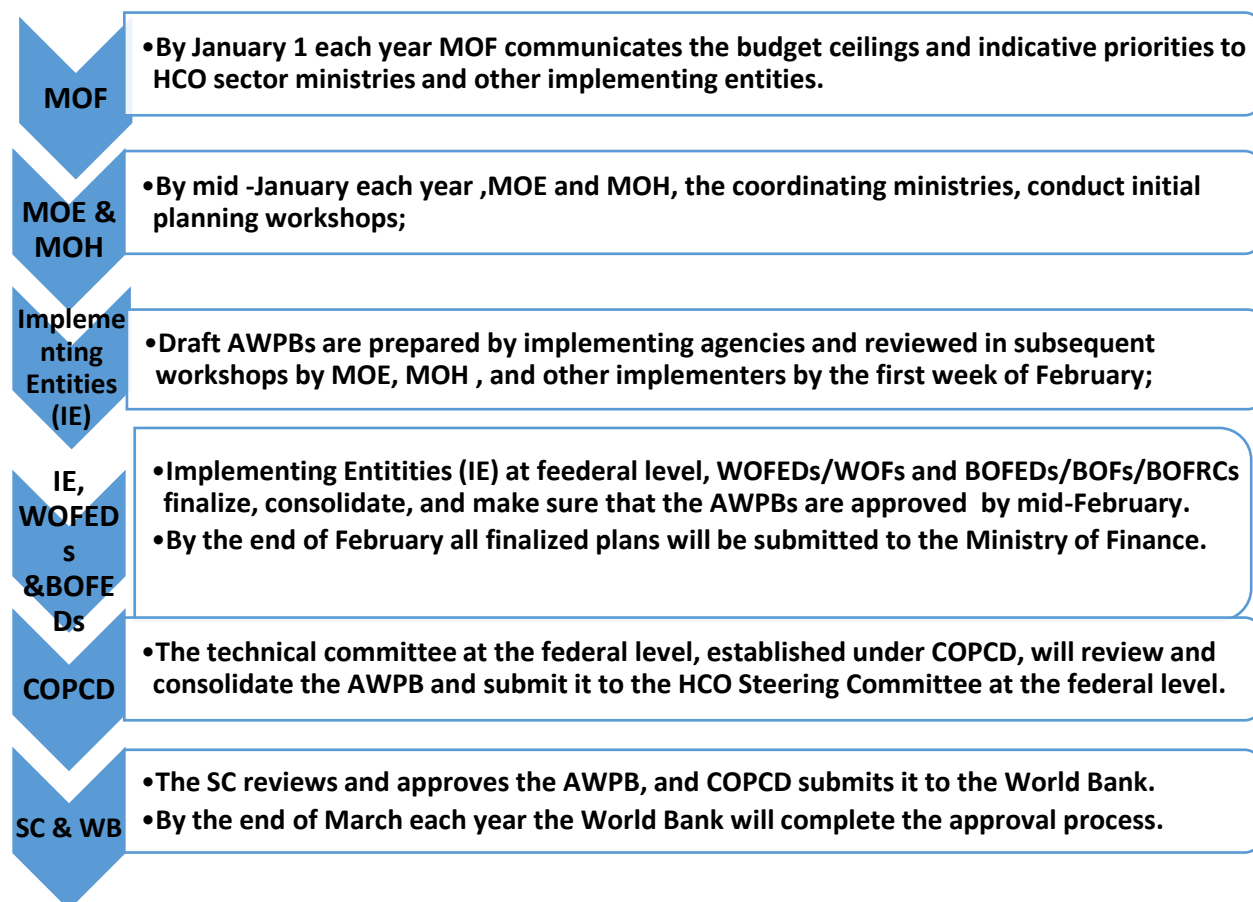 MOF
•By January 1 each year MOF communicates the budget ceilings and indicative priorities to
HCO sector ministries and other implementing entities.
MOE &
MOH
•By mid -January each year ,MOE and MOH, the coordinating ministries, conduct initial
planning workshops;
Impleme
nting
Entities
(IE)
•Draft AWPBs are prepared by implementing agencies and reviewed in subsequent
workshops by MOE, MOH , and other implementers by the first week of February;
IE,
WOFED
s
&BOFE
Ds
•Implementing Entitities (IE) at feederal level, WOFEDs/WOFs and BOFEDs/BOFs/BOFRCs
finalize, consolidate, and make sure that the AWPBs are approved  by mid-February.
•By the end of February all finalized plans will be submitted to the Ministry of Finance.
COPCD
•The technical committee at the federal level, established under COPCD, will review and
consolidate the AWPB and submit it to the HCO Steering Committee at the federal level.
SC & WB
•The SC reviews and approves the AWPB, and COPCD submits it to the World Bank.
•By the end of March each year the World Bank will complete the approval process.